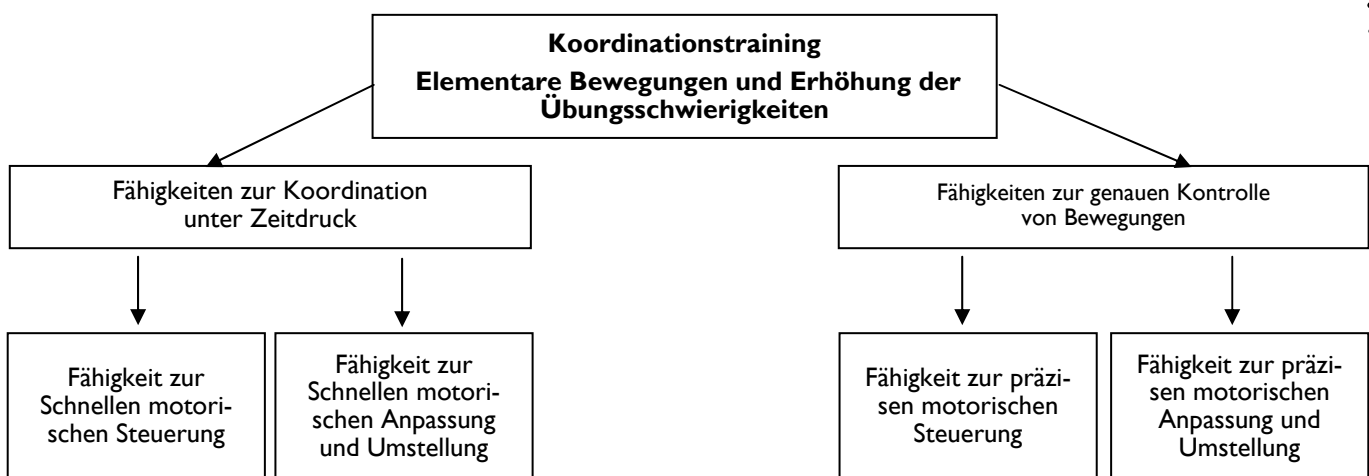 Koordinationstraining
Elementare Bewegungen und Erhöhung der
Übungsschwierigkeiten
Fähigkeiten zur Koordination
unter Zeitdruck
Fähigkeiten zur genauen Kontrolle
von Bewegungen
Fähigkeit zur
Schnellen motori-
schen Steuerung
Fähigkeit zur
Schnellen motori-
schen Anpassung
und Umstellung
Fähigkeit zur präzi-
sen motorischen
Steuerung
Fähigkeit zur präzi-
sen motorischen
Anpassung und
Umstellung